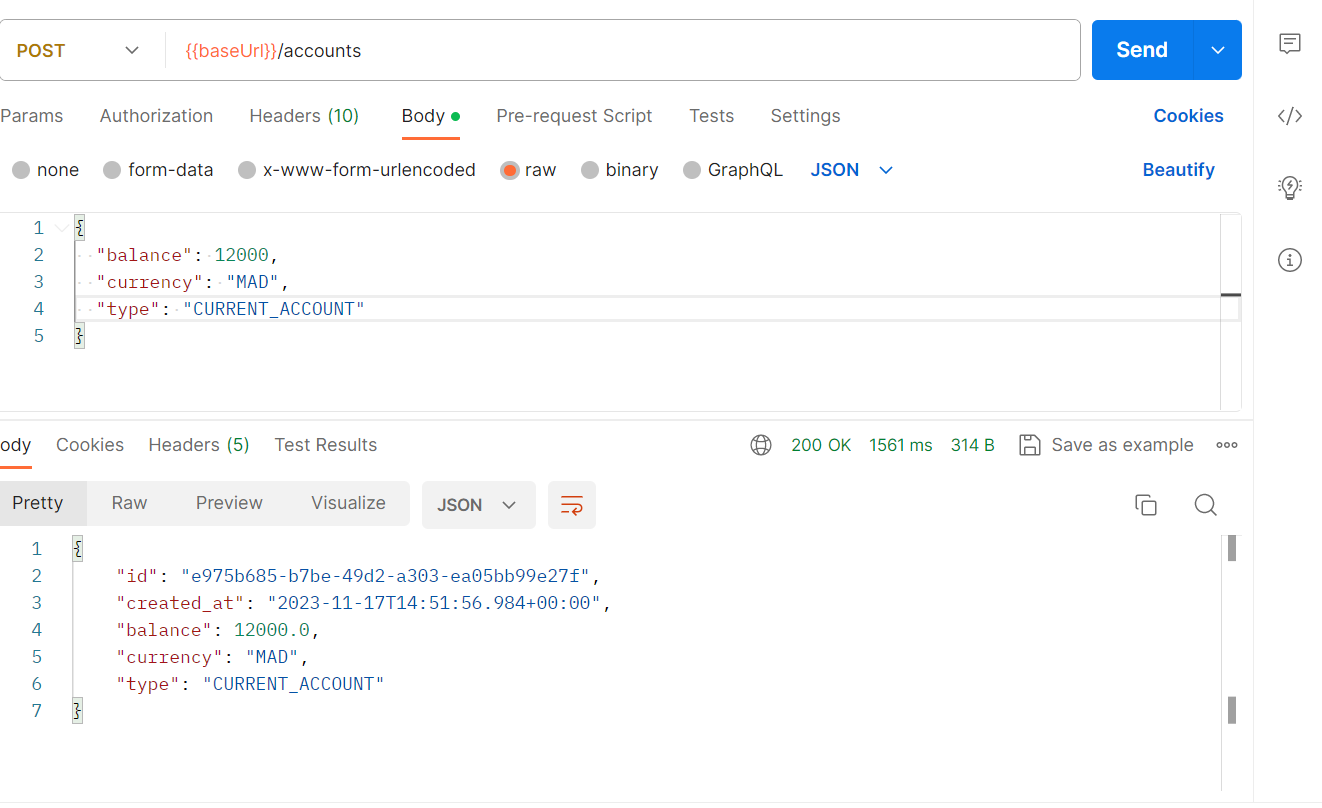 POST {{baseUrl}}/accounts Send
Params Authorization Headers (10) Body Pre-request Script Tests Settings Cookies
none form-data x-www-form-urlencoded raw binary GraphQL JSON Beautify
1 {
2 "balance": 12000,
3 "currency": "MAD",
4 "type": "CURRENT_ACCOUNT"
5 }
ody Cookies Headers (5) Test Results 200 OK 1561 ms 314 B Save as example
Pretty Raw Preview Visualize JSON
1 {
2 "id": "e975b685-b7be-49d2-a303-ea05bb99e27f",
3 "created_at": "2023-11-17T14:51:56.984+00:00",
4 "balance": 12000.0,
5 "currency": "MAD",
6 "type": "CURRENT_ACCOUNT"
7 }